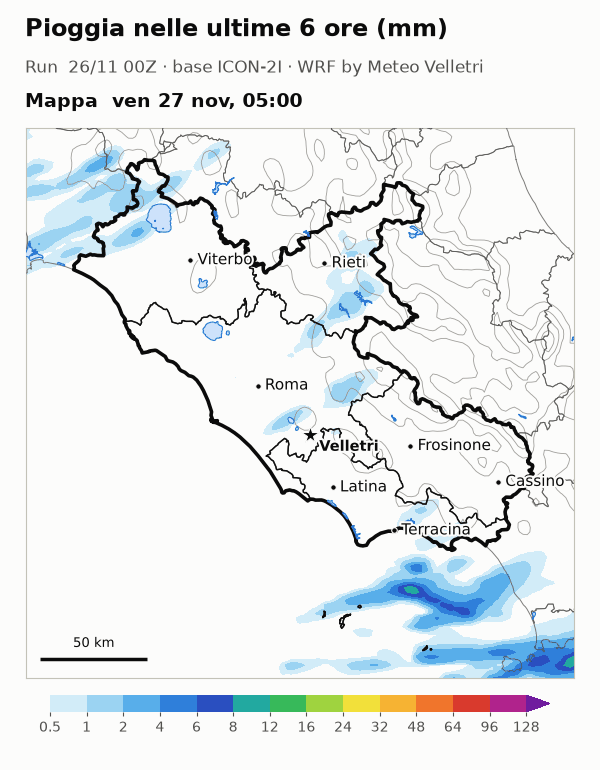 Pioggia nelle ultime 6 ore (mm)
Run  26/11 00Z · base ICON-2I · WRF by Meteo Velletri
Mappa  ven 27 nov, 05:00
Viterbo
Rieti
Roma
Velletri
Frosinone
Cassino
Latina
Terracina
50 km
0.5 1 2 4 6 8 12 16 24 32 48 64 96 128